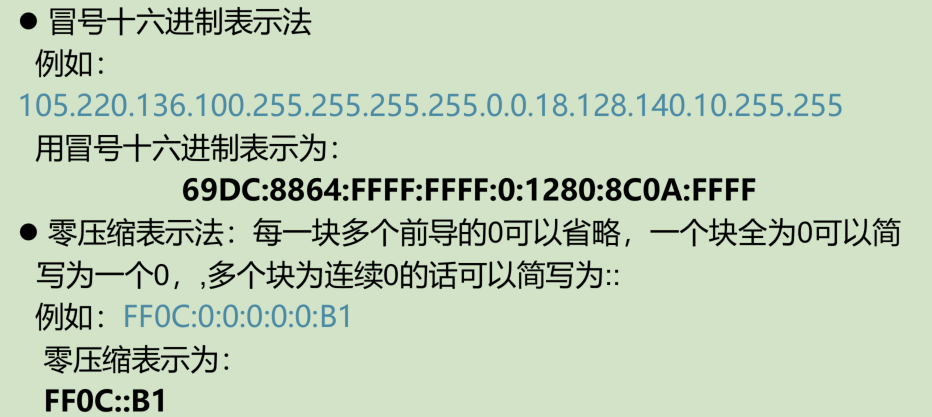 ● 冒号十六进制表示法
例如：
105.220.136.100.255.255.255.255.0.0.18.128.140.10.255.255
用冒号十六进制表示为：
69DC:8864:FFFF:FFFF:0:1280:8C0A:FFFF
● 零压缩表示法：每一块多个前导的0可以省略，一个块全为0可以简
写为一个0，,多个块为连续0的话可以简写为::
例如：FF0C:0:0:0:0:0:B1
零压缩表示为：
FF0C::B1